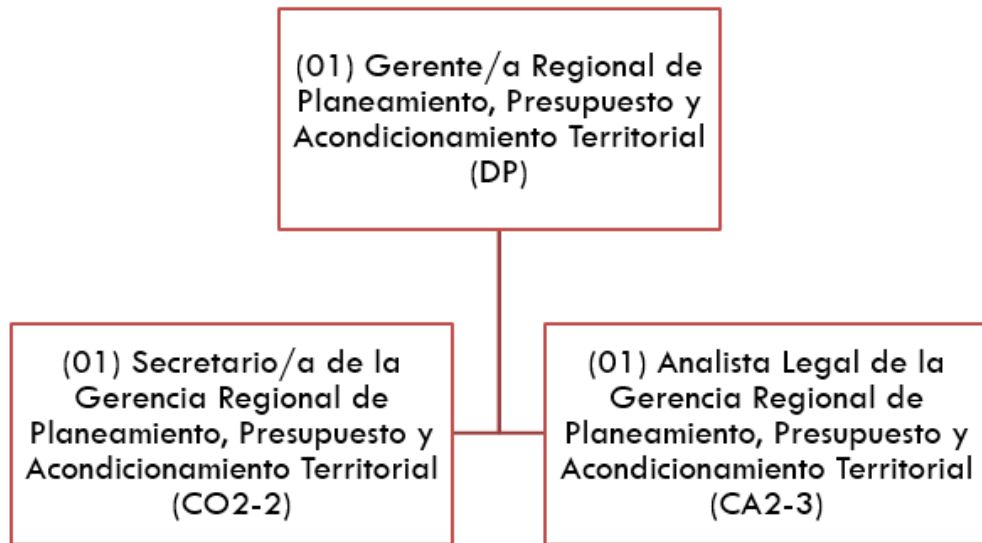 (01) Gerente/a Regional de
Planeamiento, Presupuesto y
Acondicionamiento Territorial
(DP)
(01) Secretario/a de la
Gerencia Regional de
Planeamiento, Presupuesto y
Acondicionamiento Territorial
(CO2-2)
(01) Analista Legal de la
Gerencia Regional de
Planeamiento, Presupuesto y
Acondicionamiento Territorial
(CA2-3)